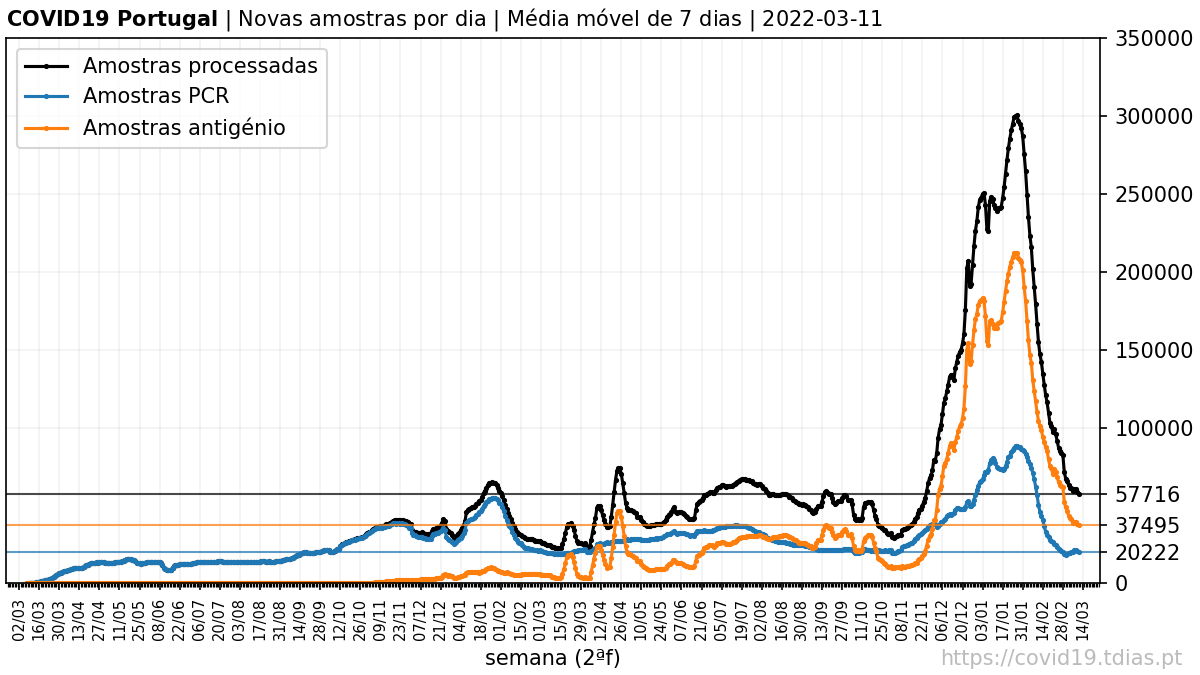 COVID19 Portugal | Novas amostras por dia | Média móvel de 7 dias | 2022-03-11
Amostras processadas
Amostras PCR
Amostras antigénio
350000
300000
250000
200000
150000
100000
57716
37495
20222
0
02/03 16/03 30/03 13/04 27/04 11/05 25/05 08/06 22/06 06/07 20/07 03/08 17/08 31/08 14/09 28/09 12/10 26/10 09/11 23/11 07/12 21/12 04/01 18/01 01/02 15/02 01/03 15/03 29/03 12/04 26/04 10/05 24/05 07/06 21/06 05/07 19/07 02/08 16/08 30/08 13/09 27/09 11/10 25/10 08/11 22/11 06/12 20/12 03/01 17/01 31/01 14/02 28/02 14/03
semana (2ªf)
https://covid19.tdias.pt